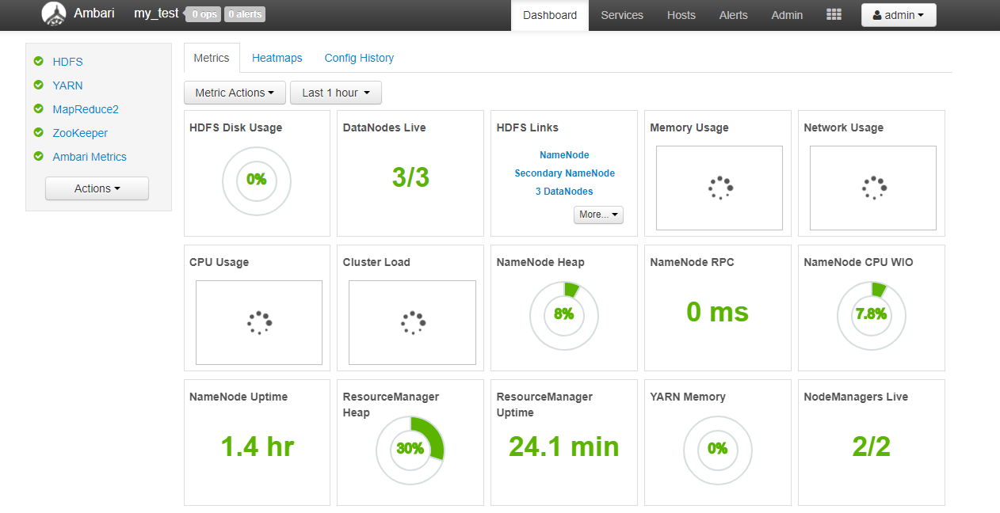 Ambari my_test 0 ops 0 alerts Dashboard Services Hosts Alerts Admin admin
HDFS
YARN
MapReduce2
ZooKeeper
Ambari Metrics
Actions
Metrics Heatmaps Config History
Metric Actions Last 1 hour
HDFS Disk Usage
0%
DataNodes Live
3/3
HDFS Links
NameNode
Secondary NameNode
3 DataNodes
More...
Memory Usage
Network Usage
CPU Usage
Cluster Load
NameNode Heap
8%
NameNode RPC
0 ms
NameNode CPU WIO
7.8%
NameNode Uptime
1.4 hr
ResourceManager
Heap
30%
ResourceManager
Uptime
24.1 min
YARN Memory
0%
NodeManagers Live
2/2